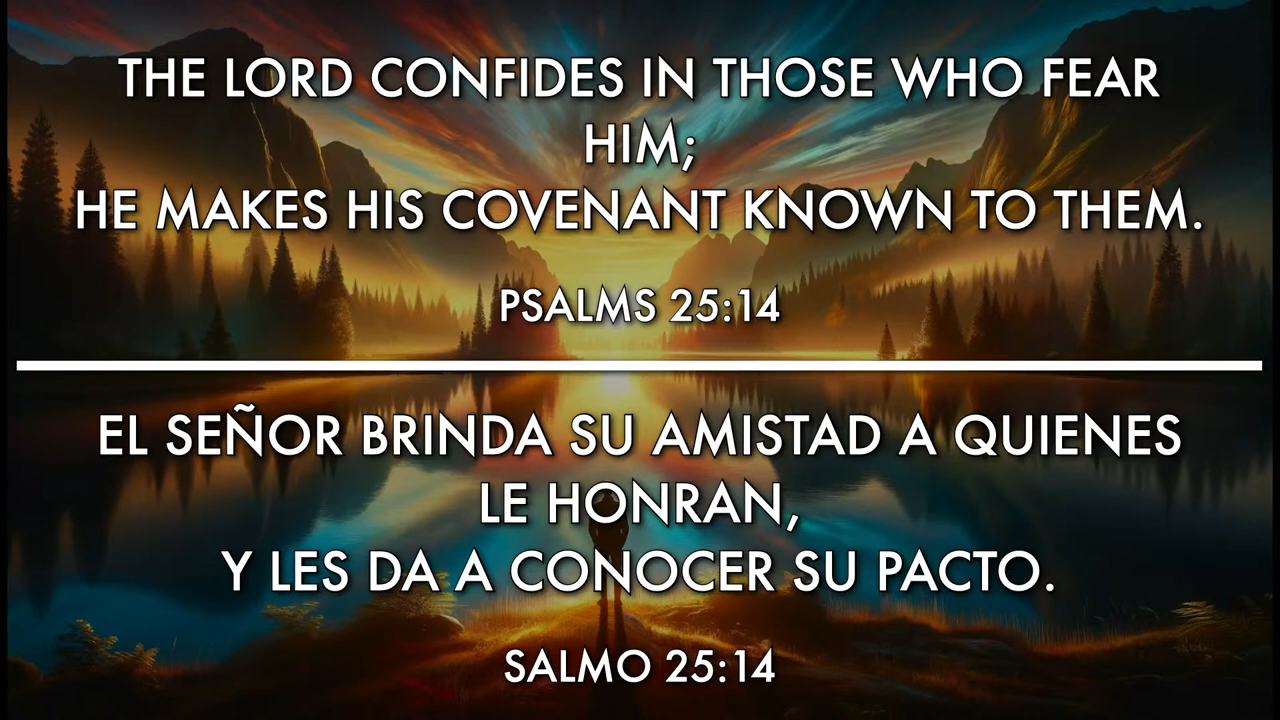 THE LORD CONFIDES IN THOSE WHO FEAR
HIM;
HE MAKES HIS COVENANT KNOWN TO THEM.
PSALMS 25:14
EL SEÑOR BRINDA SU AMISTAD A QUIENES
LE HONRAN,
Y LES DA A CONOCER SU PACTO.
SALMO 25:14